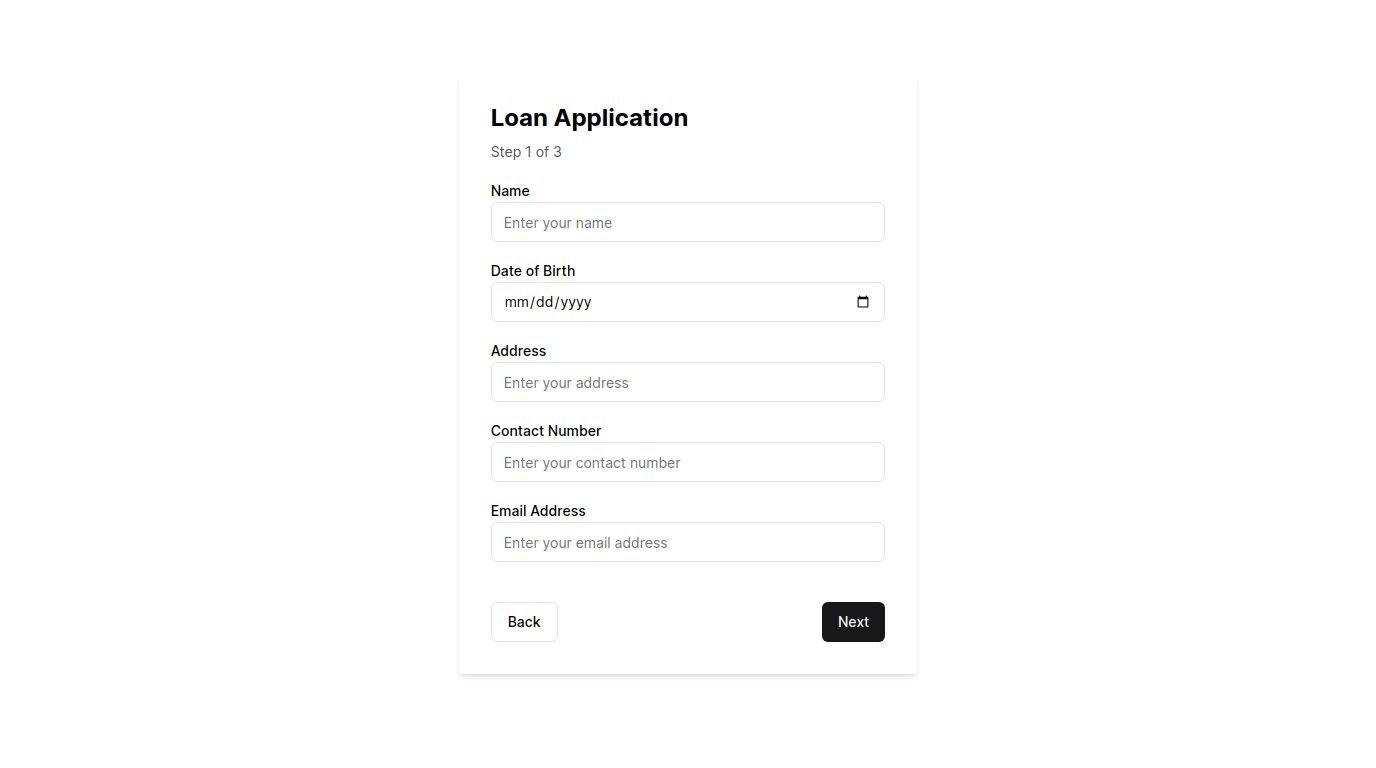 Loan Application
Step 1 of 3
Name
Enter your name
Date of Birth
mm/dd/yyyy
Address
Enter your address
Contact Number
Enter your contact number
Email Address
Enter your email address
Back
Next